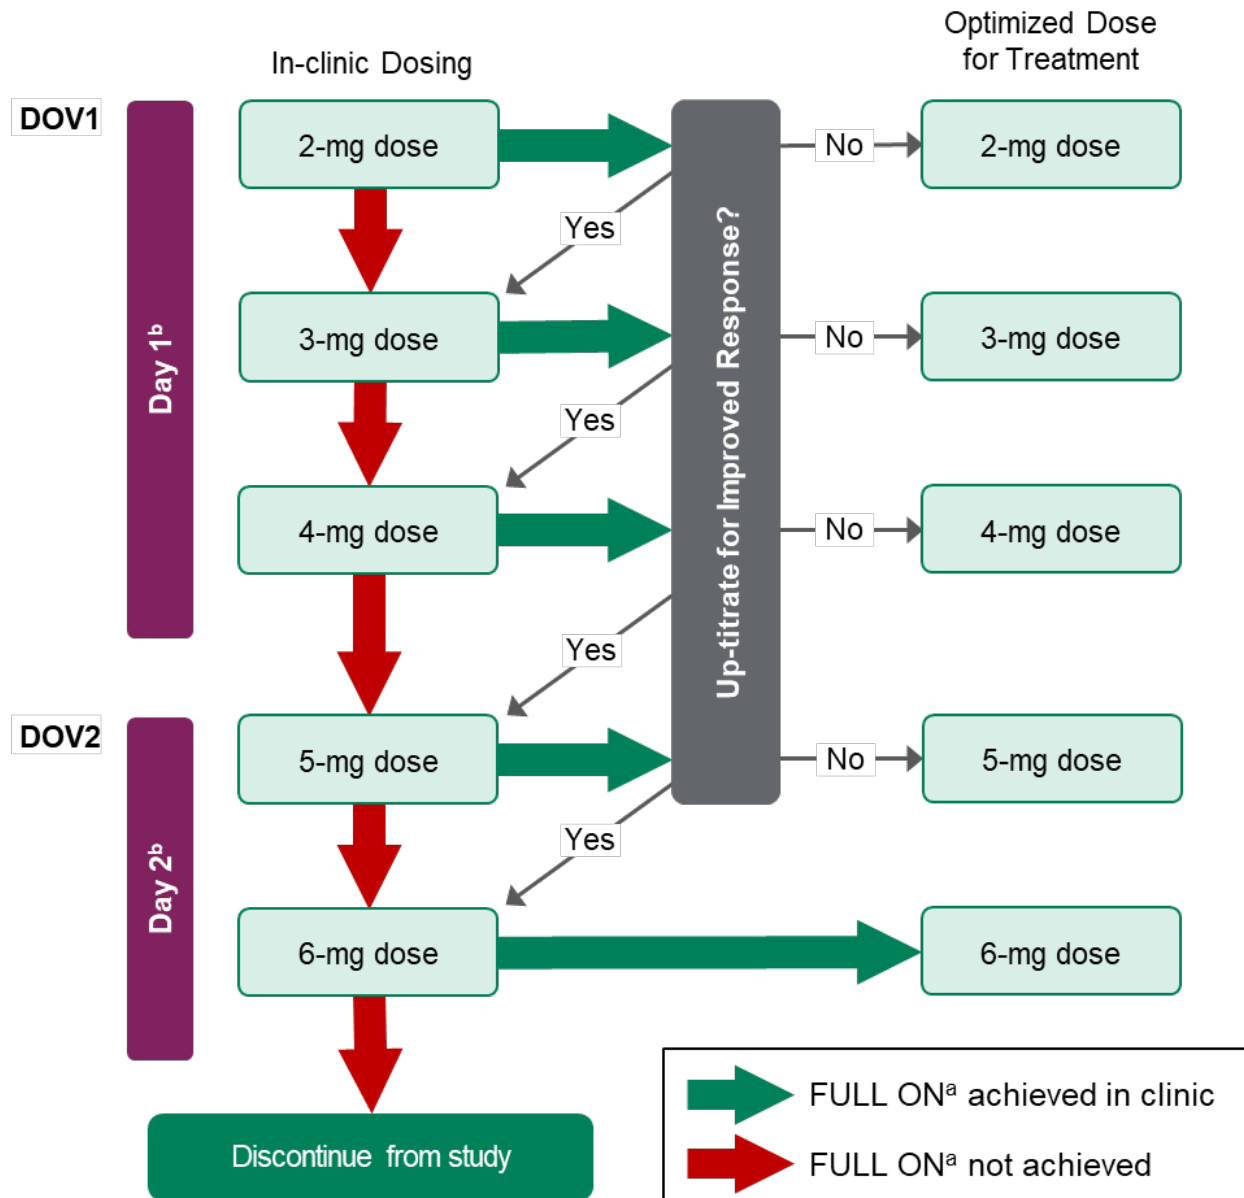 Optimized Dose
for Treatment
In-clinic Dosing
DOV1
Day 1ᵇ
2-mg dose
No
2-mg dose
Yes
3-mg dose
No
3-mg dose
Yes
4-mg dose
No
4-mg dose
Up-titrate for Improved Response?
Yes
DOV2
Day 2ᵇ
5-mg dose
No
5-mg dose
Yes
6-mg dose
6-mg dose
Discontinue from study
FULL ONᵃ achieved in clinic
FULL ONᵃ not achieved